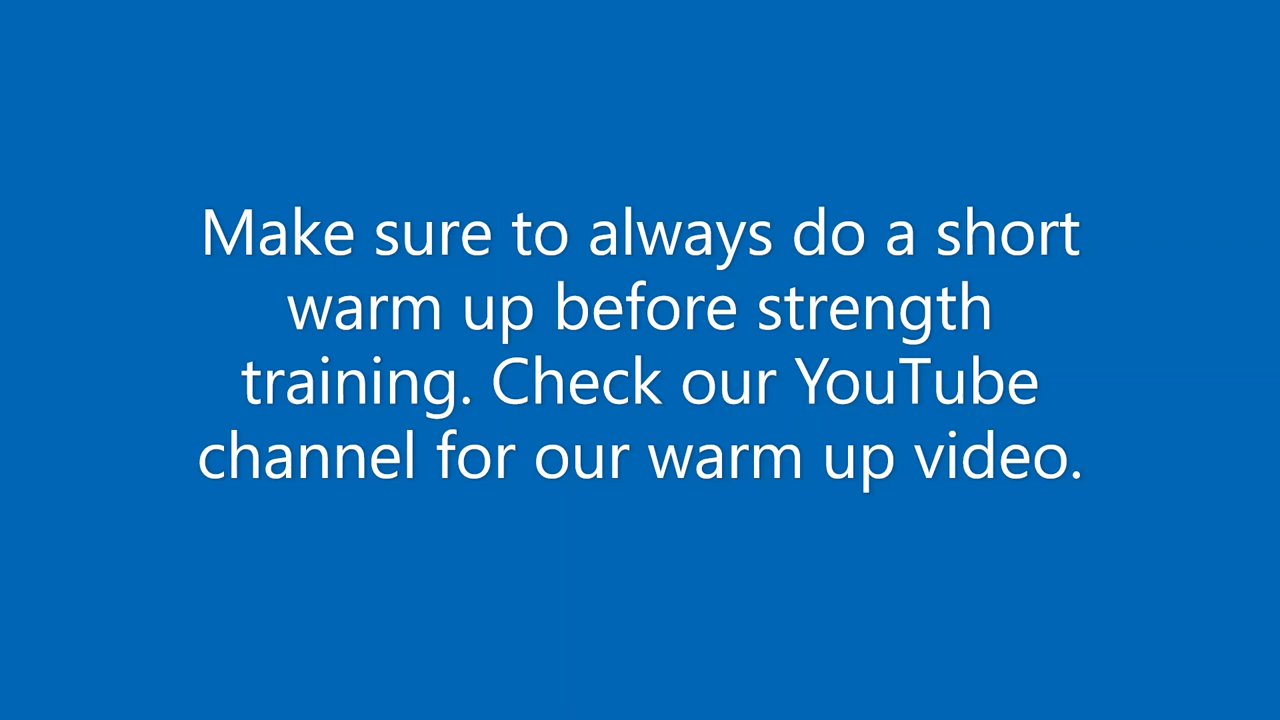 Make sure to always do a short
warm up before strength
training. Check our YouTube
channel for our warm up video.